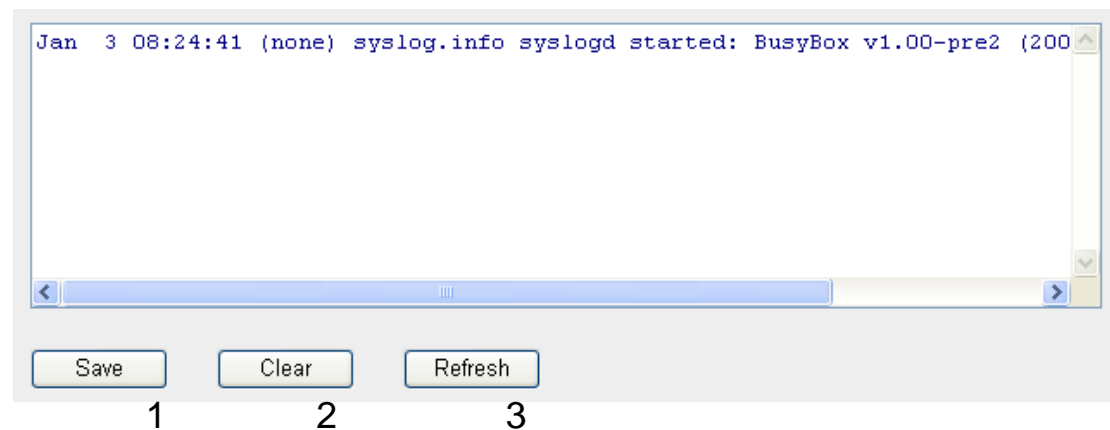 Jan  3 08:24:41 (none) syslog.info syslogd started: BusyBox v1.00-pre2 (200
Save Clear Refresh
1 2 3